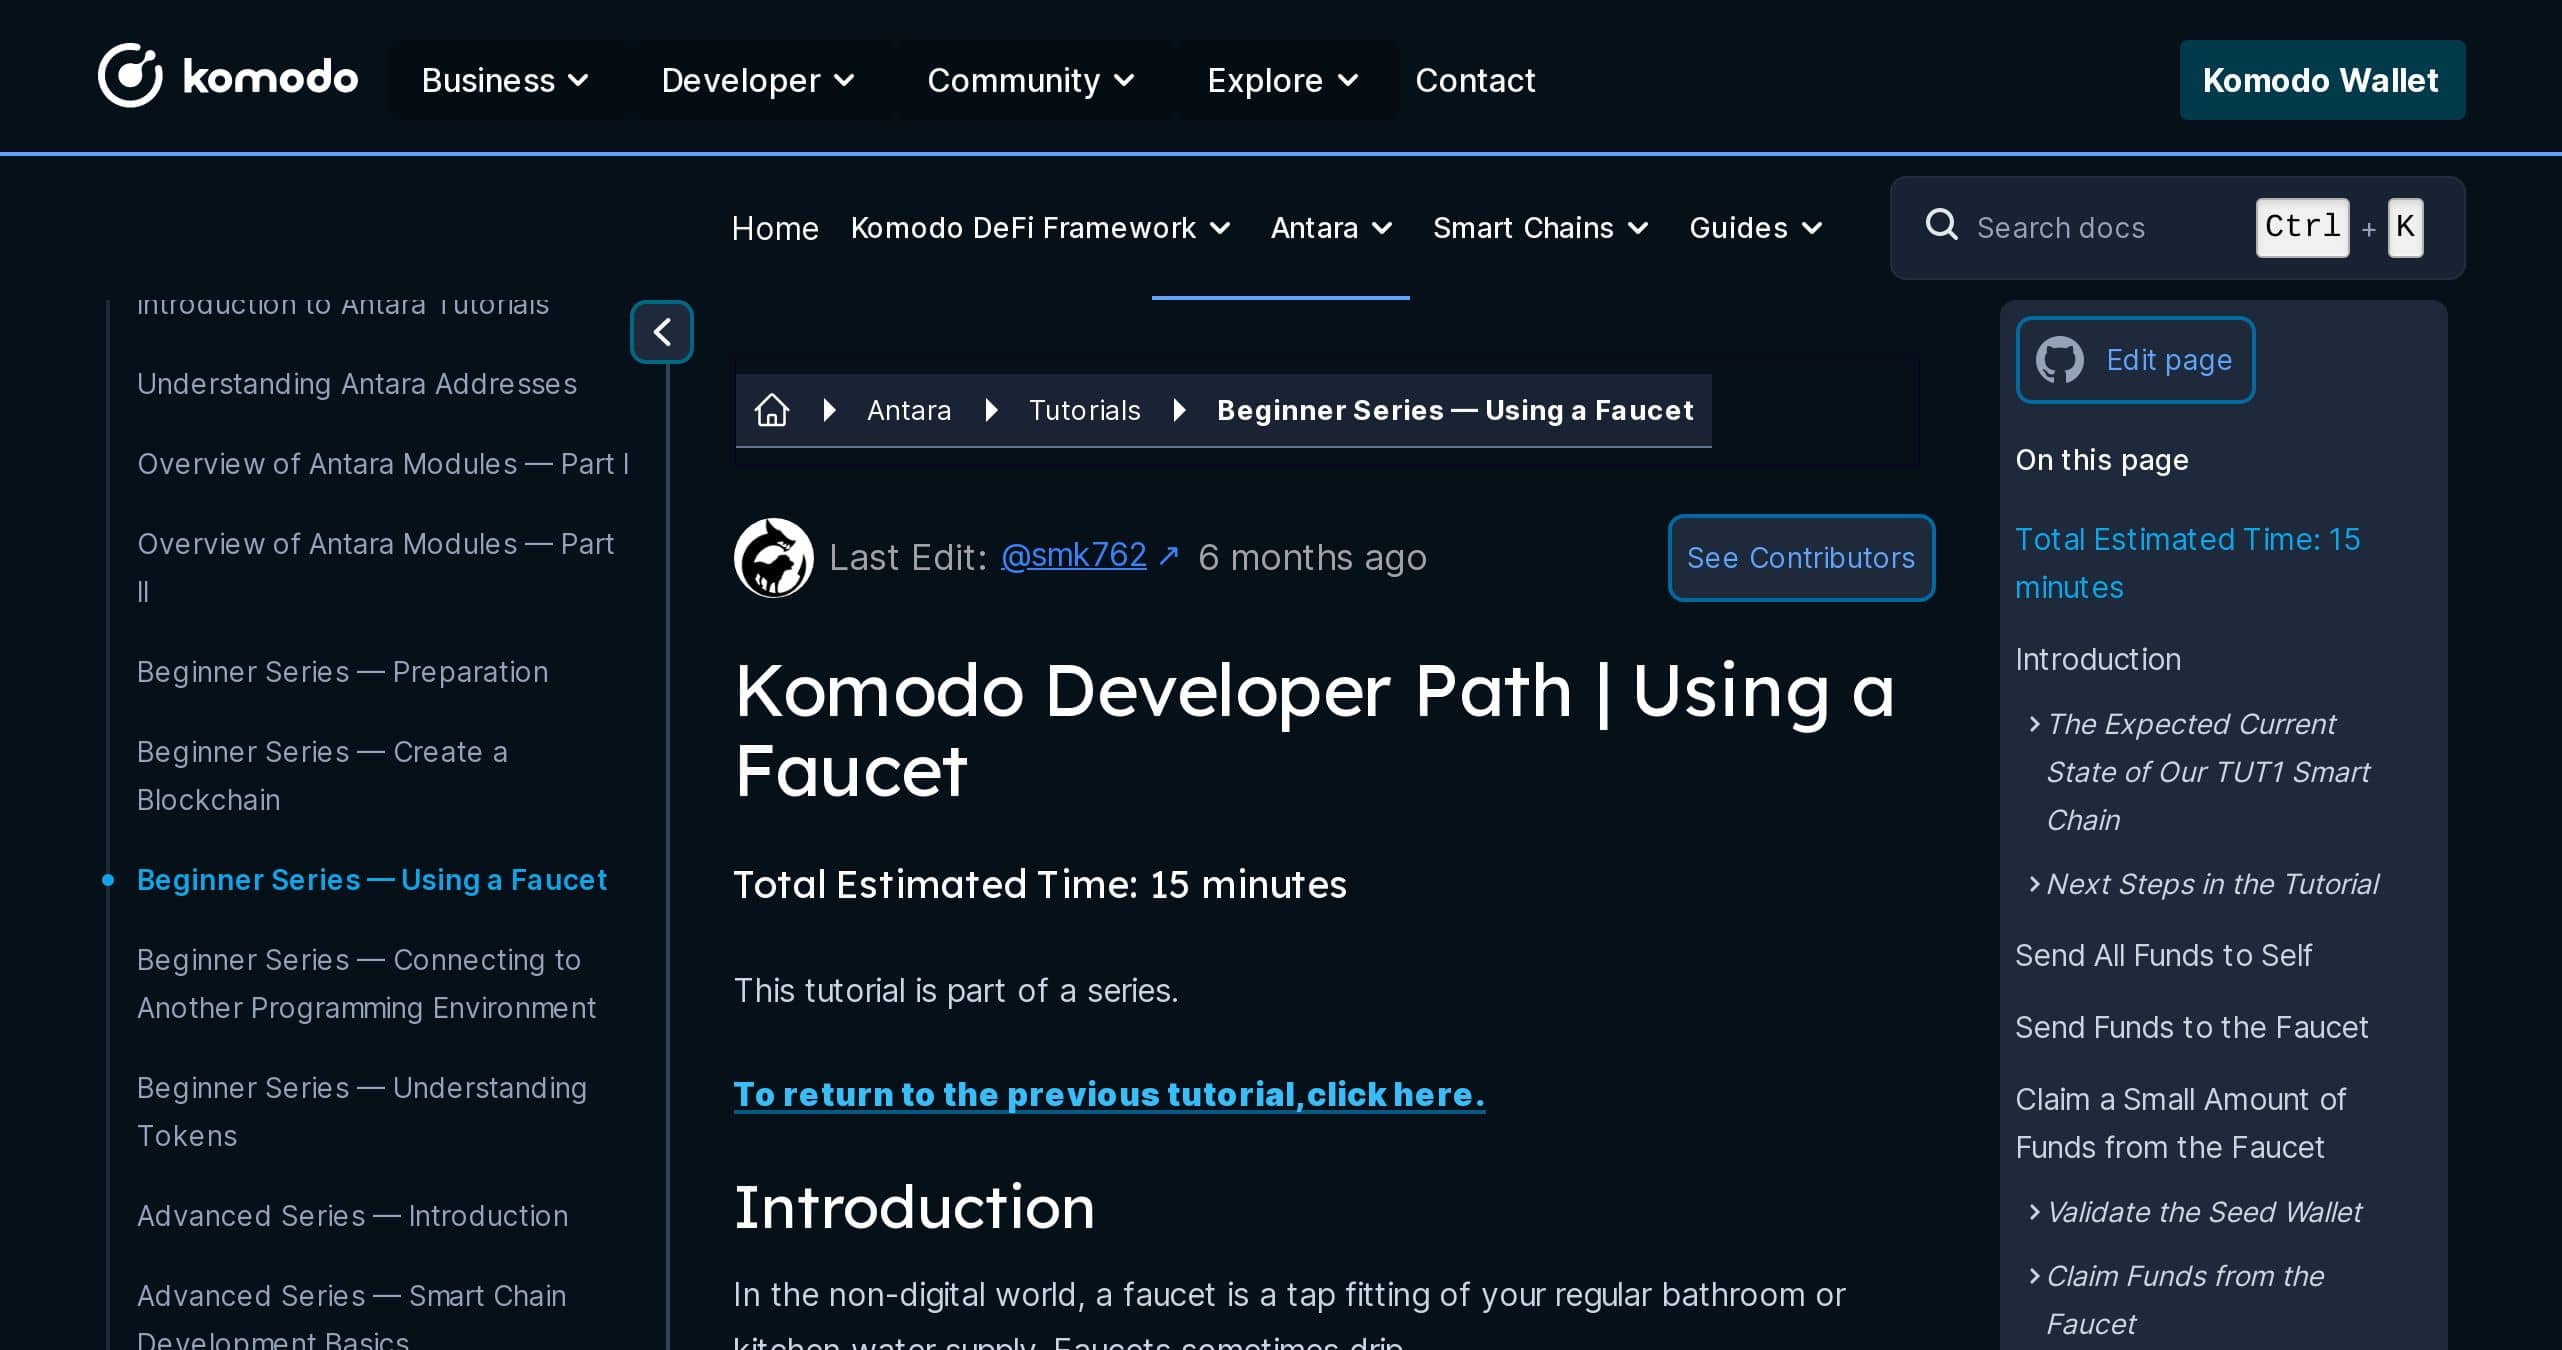 komodo
Business
Developer
Community
Explore
Contact
Komodo Wallet
Home
Komodo DeFi Framework
Antara
Smart Chains
Guides
Search docs
Ctrl + K
Introduction to Antara Tutorials
Understanding Antara Addresses
Overview of Antara Modules — Part I
Overview of Antara Modules — Part
II
Beginner Series — Preparation
Beginner Series — Create a
Blockchain
Beginner Series — Using a Faucet
Beginner Series — Connecting to
Another Programming Environment
Beginner Series — Understanding
Tokens
Advanced Series — Introduction
Advanced Series — Smart Chain
Development Basics
Antara
Tutorials
Beginner Series — Using a Faucet
Last Edit: @smk762 ↗ 6 months ago
See Contributors
Komodo Developer Path | Using a
Faucet
Total Estimated Time: 15 minutes
This tutorial is part of a series.
To return to the previous tutorial,click here.
Introduction
In the non-digital world, a faucet is a tap fitting of your regular bathroom or
kitchen water supply. Faucets sometimes drip.
Edit page
On this page
Total Estimated Time: 15
minutes
Introduction
The Expected Current
State of Our TUT1 Smart
Chain
Next Steps in the Tutorial
Send All Funds to Self
Send Funds to the Faucet
Claim a Small Amount of
Funds from the Faucet
Validate the Seed Wallet
Claim Funds from the
Faucet